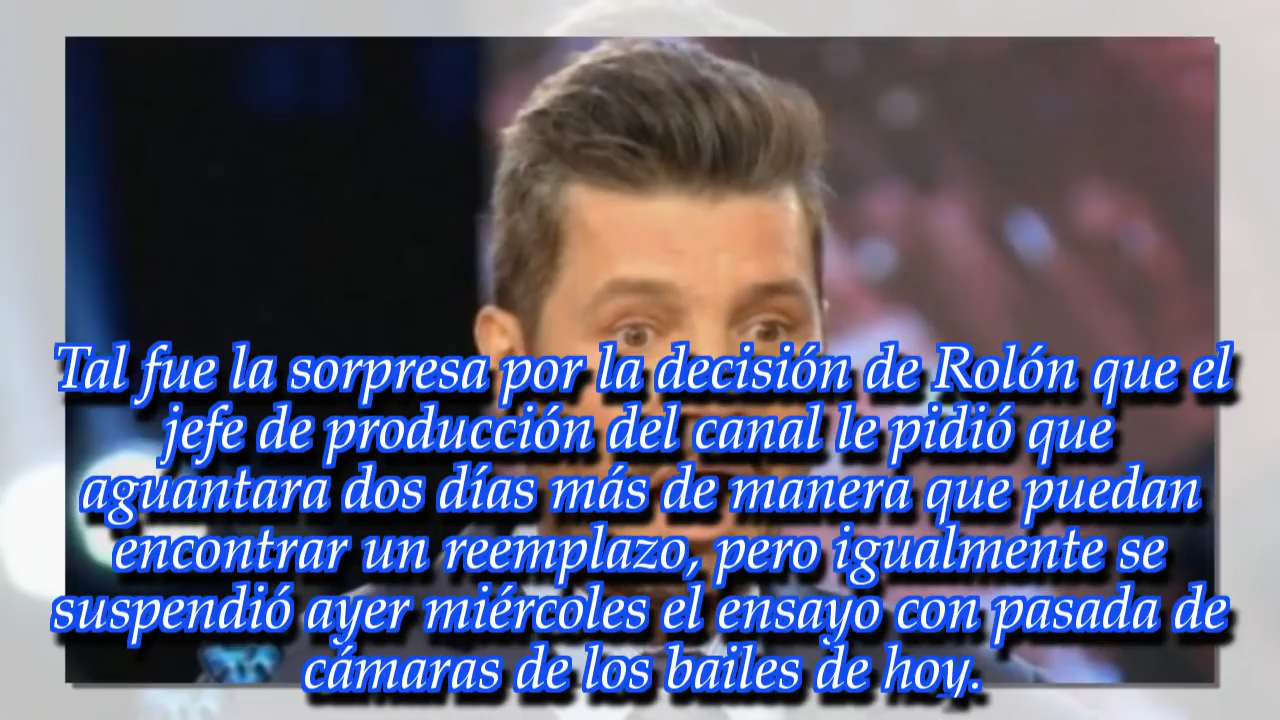 Tal fue la sorpresa por la decisión de Rolón que el
jefe de producción del canal le pidió que
aguantara dos días más de manera que puedan
encontrar un reemplazo, pero igualmente se
suspendió ayer miércoles el ensayo con pasada de
cámaras de los bailes de hoy.